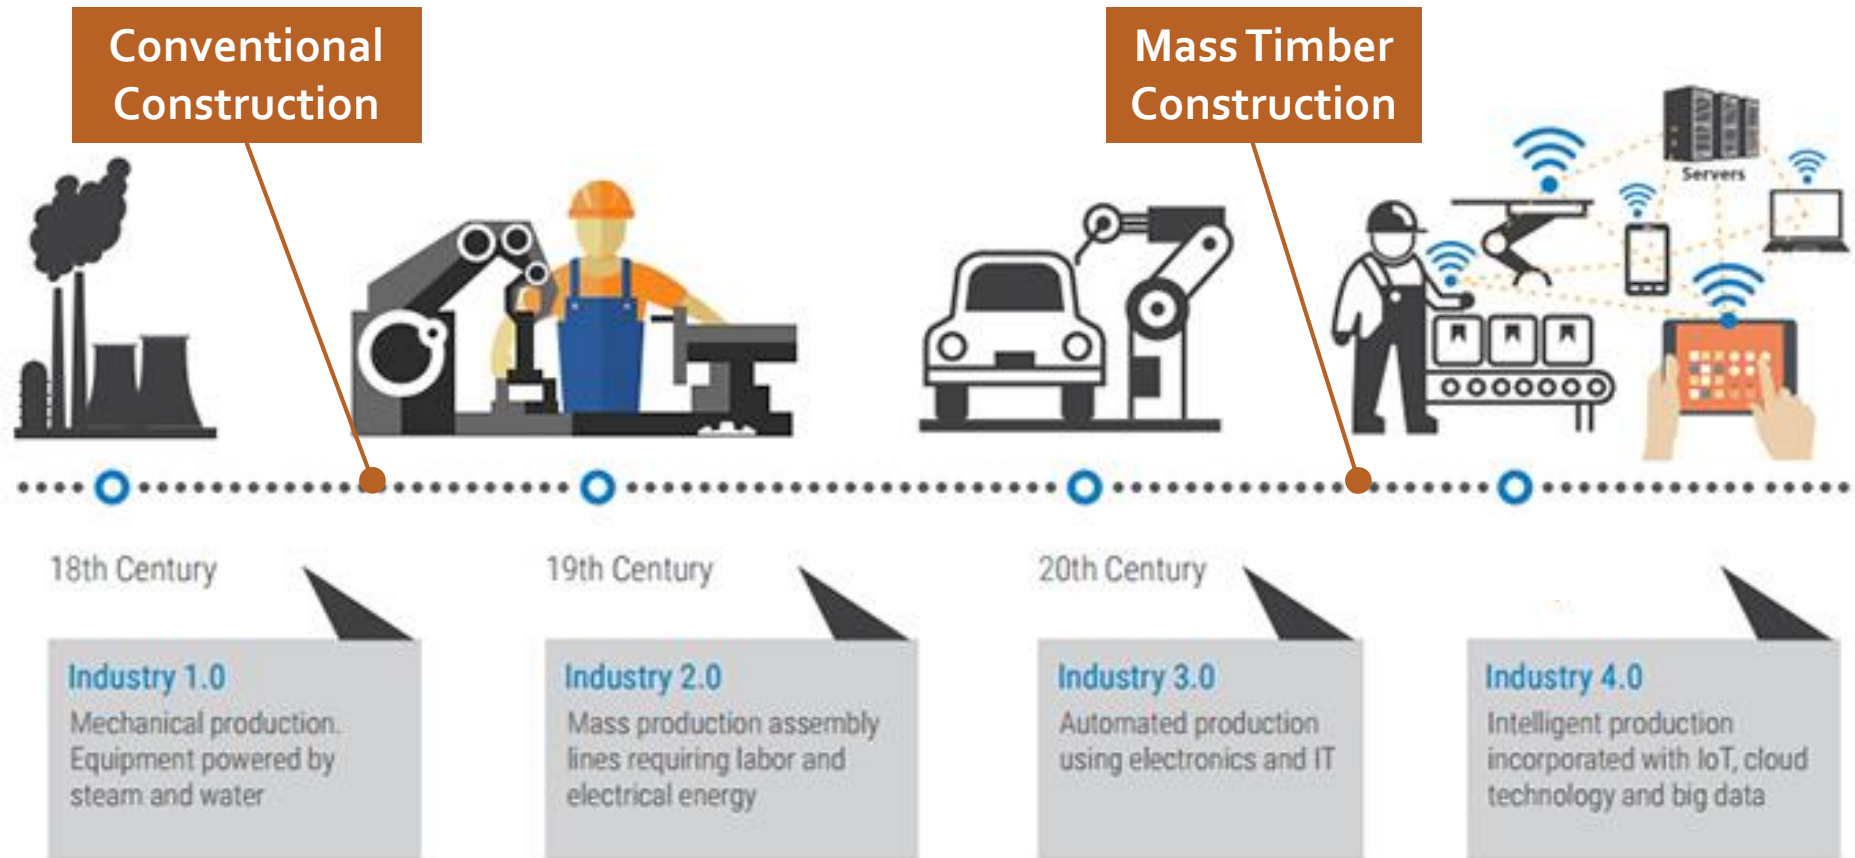 Conventional
Construction
Mass Timber
Construction
Servers
18th Century
19th Century
20th Century
Industry 1.0
Mechanical production.
Equipment powered by
steam and water
Industry 2.0
Mass production assembly
lines requiring labor and
electrical energy
Industry 3.0
Automated production
using electronics and IT
Industry 4.0
Intelligent production
incorporated with IoT, cloud
technology and big data